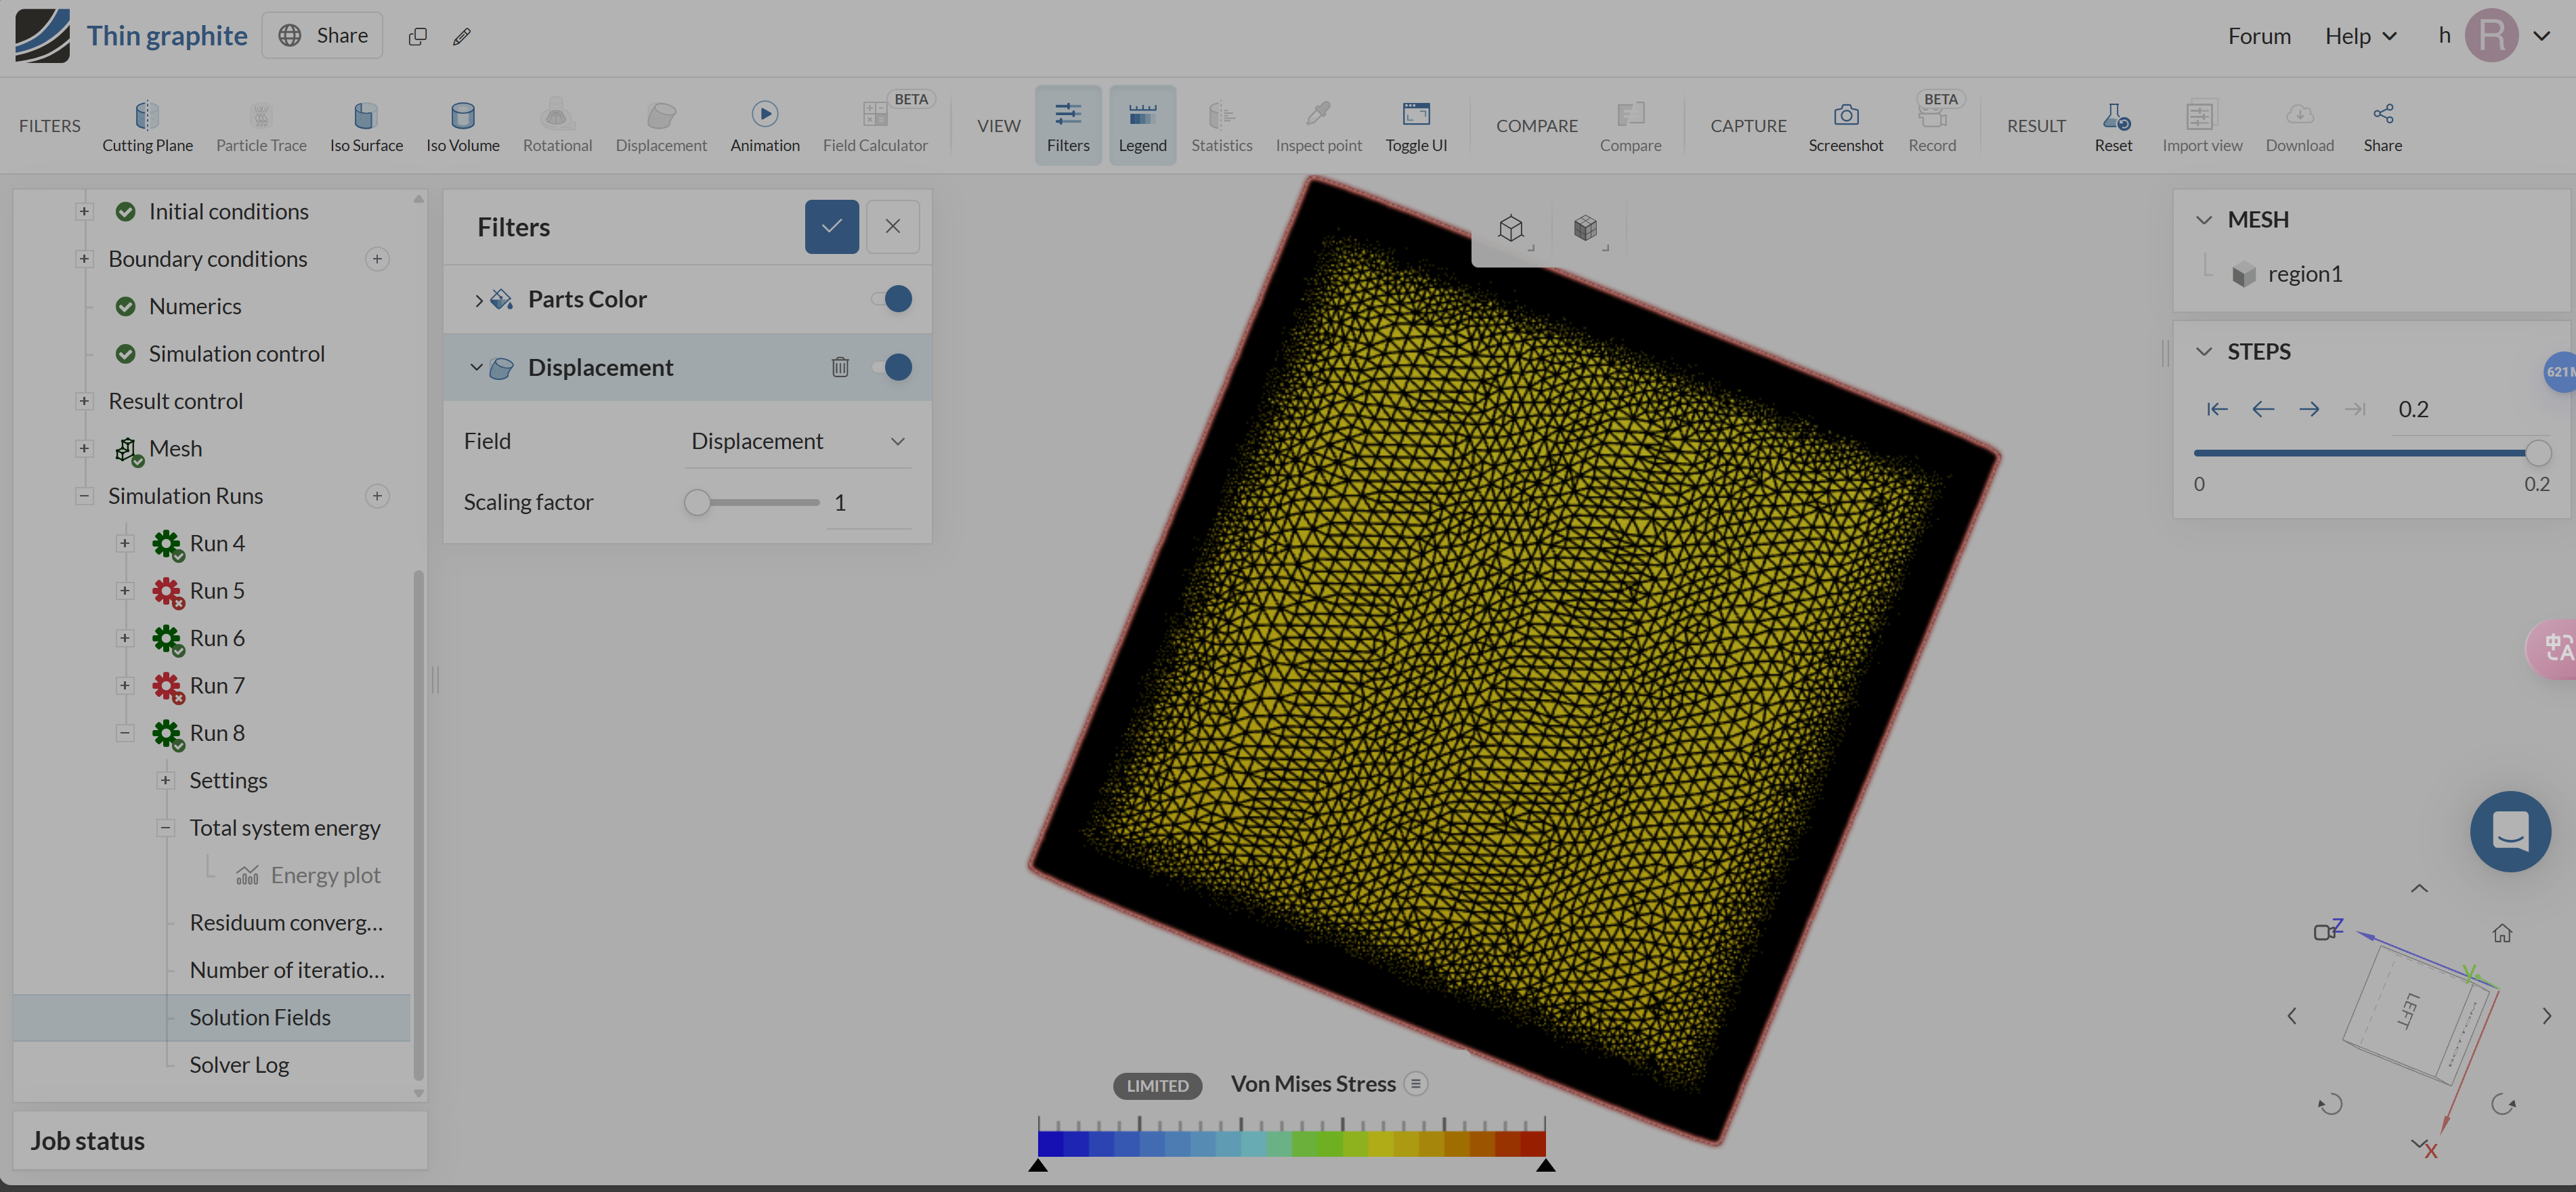 Thin graphite
Share
Forum
Help
h
R
FILTERS
Cutting Plane
Particle Trace
Iso Surface
Iso Volume
Rotational
Displacement
Animation
BETA
Field Calculator
VIEW
Filters
Legend
Statistics
Inspect point
Toggle UI
COMPARE
Compare
CAPTURE
Screenshot
BETA
Record
RESULT
Reset
Import view
Download
Share
Initial conditions
Boundary conditions
Numerics
Simulation control
Result control
Mesh
Simulation Runs
Run 4
Run 5
Run 6
Run 7
Run 8
Settings
Total system energy
Energy plot
Residuum converg...
Number of iteratio...
Solution Fields
Solver Log
Job status
Filters
Parts Color
Displacement
Field
Displacement
Scaling factor
1
LIMITED
Von Mises Stress
MESH
region1
STEPS
0.2
0
0.2
621M
中A
Z
Y
LEFT
X